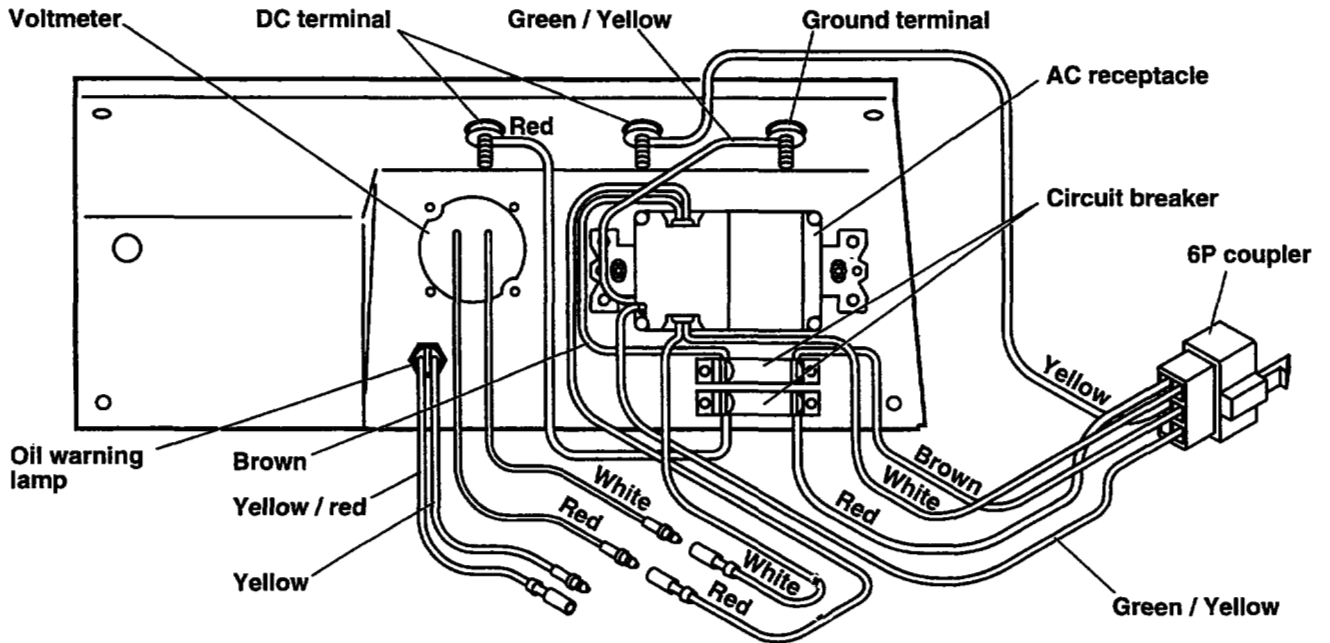 Voltmeter
DC terminal
Green / Yellow
Ground terminal
AC receptacle
Red
Circuit breaker
6P coupler
Yellow
Oil warning
lamp
Brown
Yellow / red
Yellow
White
Red
White
Red
Brown
White
Red
Green / Yellow